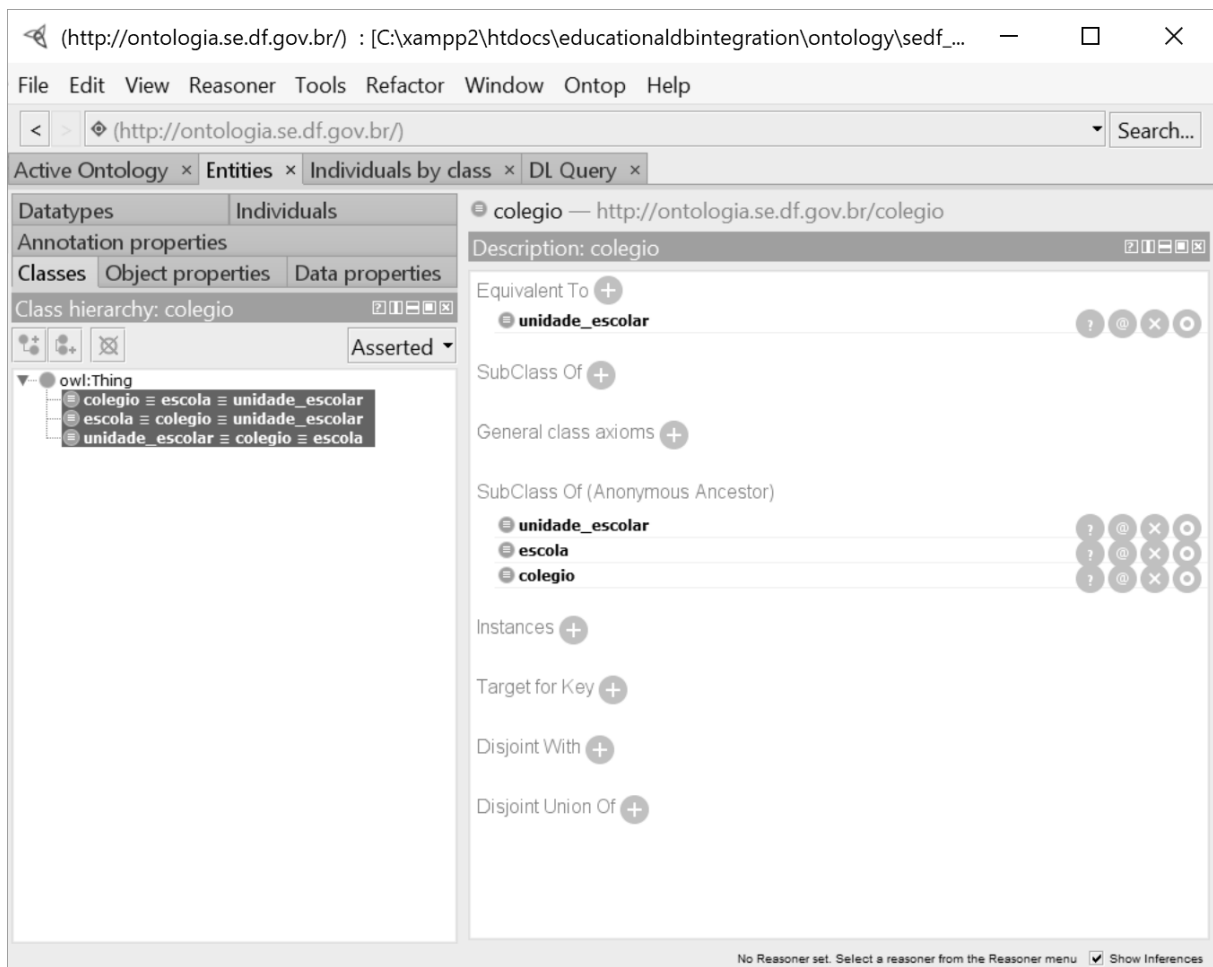 (http://ontologia.se.df.gov.br/) : [C:\xampp2\htdocs\educationaldbintegration\ontology\sedf_...
File Edit View Reasoner Tools Refactor Window Ontop Help
< > (http://ontologia.se.df.gov.br/) Search...
Active Ontology × Entities × Individuals by class × DL Query ×
Datatypes Individuals
Annotation properties
Classes Object properties Data properties
Class hierarchy: colegio
Asserted
owl:Thing
colegio ≡ escola ≡ unidade_escolar
escola ≡ colegio ≡ unidade_escolar
unidade_escolar ≡ colegio ≡ escola
colegio — http://ontologia.se.df.gov.br/colegio
Description: colegio
Equivalent To
unidade_escolar
SubClass Of
General class axioms
SubClass Of (Anonymous Ancestor)
unidade_escolar
escola
colegio
Instances
Target for Key
Disjoint With
Disjoint Union Of
No Reasoner set. Select a reasoner from the Reasoner menu Show Inferences